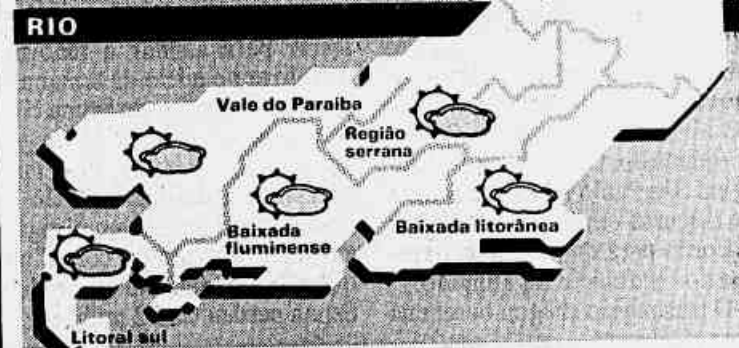 RIO
Vale do Paraíba
Região
serrana
Baixada
fluminense
Baixada litorânea
Litoral sul